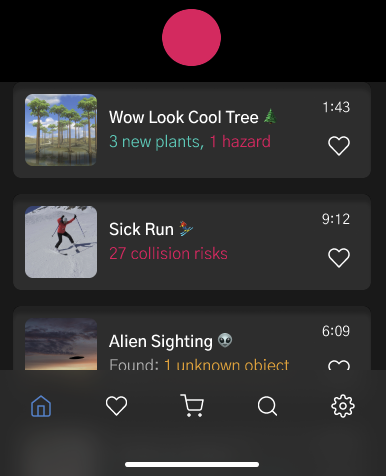 Wow Look Cool Tree 🌲
1:43
3 new plants, 1 hazard
Sick Run ⛷️
9:12
27 collision risks
Alien Sighting 👽
6:09
Found: 1 unknown object